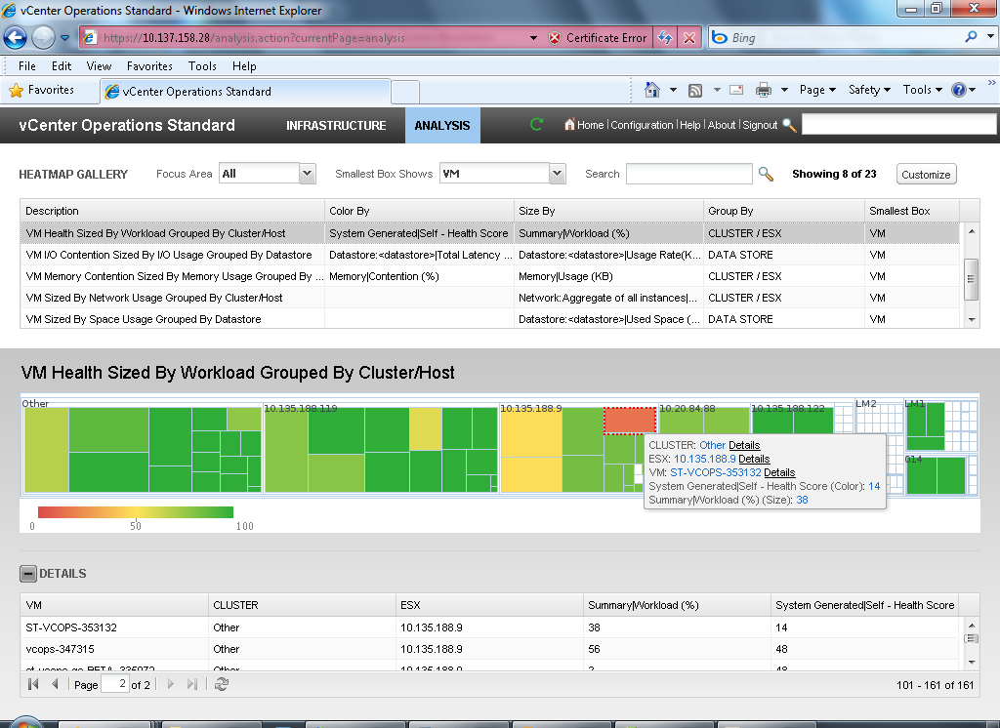 vCenter Operations Standard - Windows Internet Explorer
https://10.137.158.28/analysis.action?currentPage=analysis Certificate Error Bing
File Edit View Favorites Tools Help
Favorites vCenter Operations Standard Page Safety Tools
vCenter Operations Standard INFRASTRUCTURE ANALYSIS Home | Configuration | Help | About | Signout
HEATMAP GALLERY Focus Area All Smallest Box Shows VM Search Showing 8 of 23 Customize
Description Color By Size By Group By Smallest Box
VM Health Sized By Workload Grouped By Cluster/Host System Generated|Self - Health Score Summary|Workload (%) CLUSTER / ESX VM
VM I/O Contention Sized By I/O Usage Grouped By Datastore Datastore:<datastore>|Total Latency ... Datastore:<datastore>|Usage Rate(K... DATA STORE VM
VM Memory Contention Sized By Memory Usage Grouped By ... Memory|Contention (%) Memory|Usage (KB) CLUSTER / ESX VM
VM Sized By Network Usage Grouped By Cluster/Host Network:Aggregate of all instances|... CLUSTER / ESX VM
VM Sized By Space Usage Grouped By Datastore Datastore:<datastore>|Used Space (... DATA STORE VM
VM Health Sized By Workload Grouped By Cluster/Host
Other 10.135.188.119 10.135.188.9 10.20.84.88 10.135.188.122 LM2 LM1
014
CLUSTER: Other Details
ESX: 10.135.188.9 Details
VM: ST-VCOPS-353132 Details
System Generated|Self - Health Score (Color): 14
Summary|Workload (%) (Size): 38
0 50 100
DETAILS
VM CLUSTER ESX Summary|Workload (%) System Generated|Self - Health Score
ST-VCOPS-353132 Other 10.135.188.9 38 14
vcops-347315 Other 10.135.188.9 56 48
Other 10.135.188.9 2 48
Page 2 of 2 101 - 161 of 161